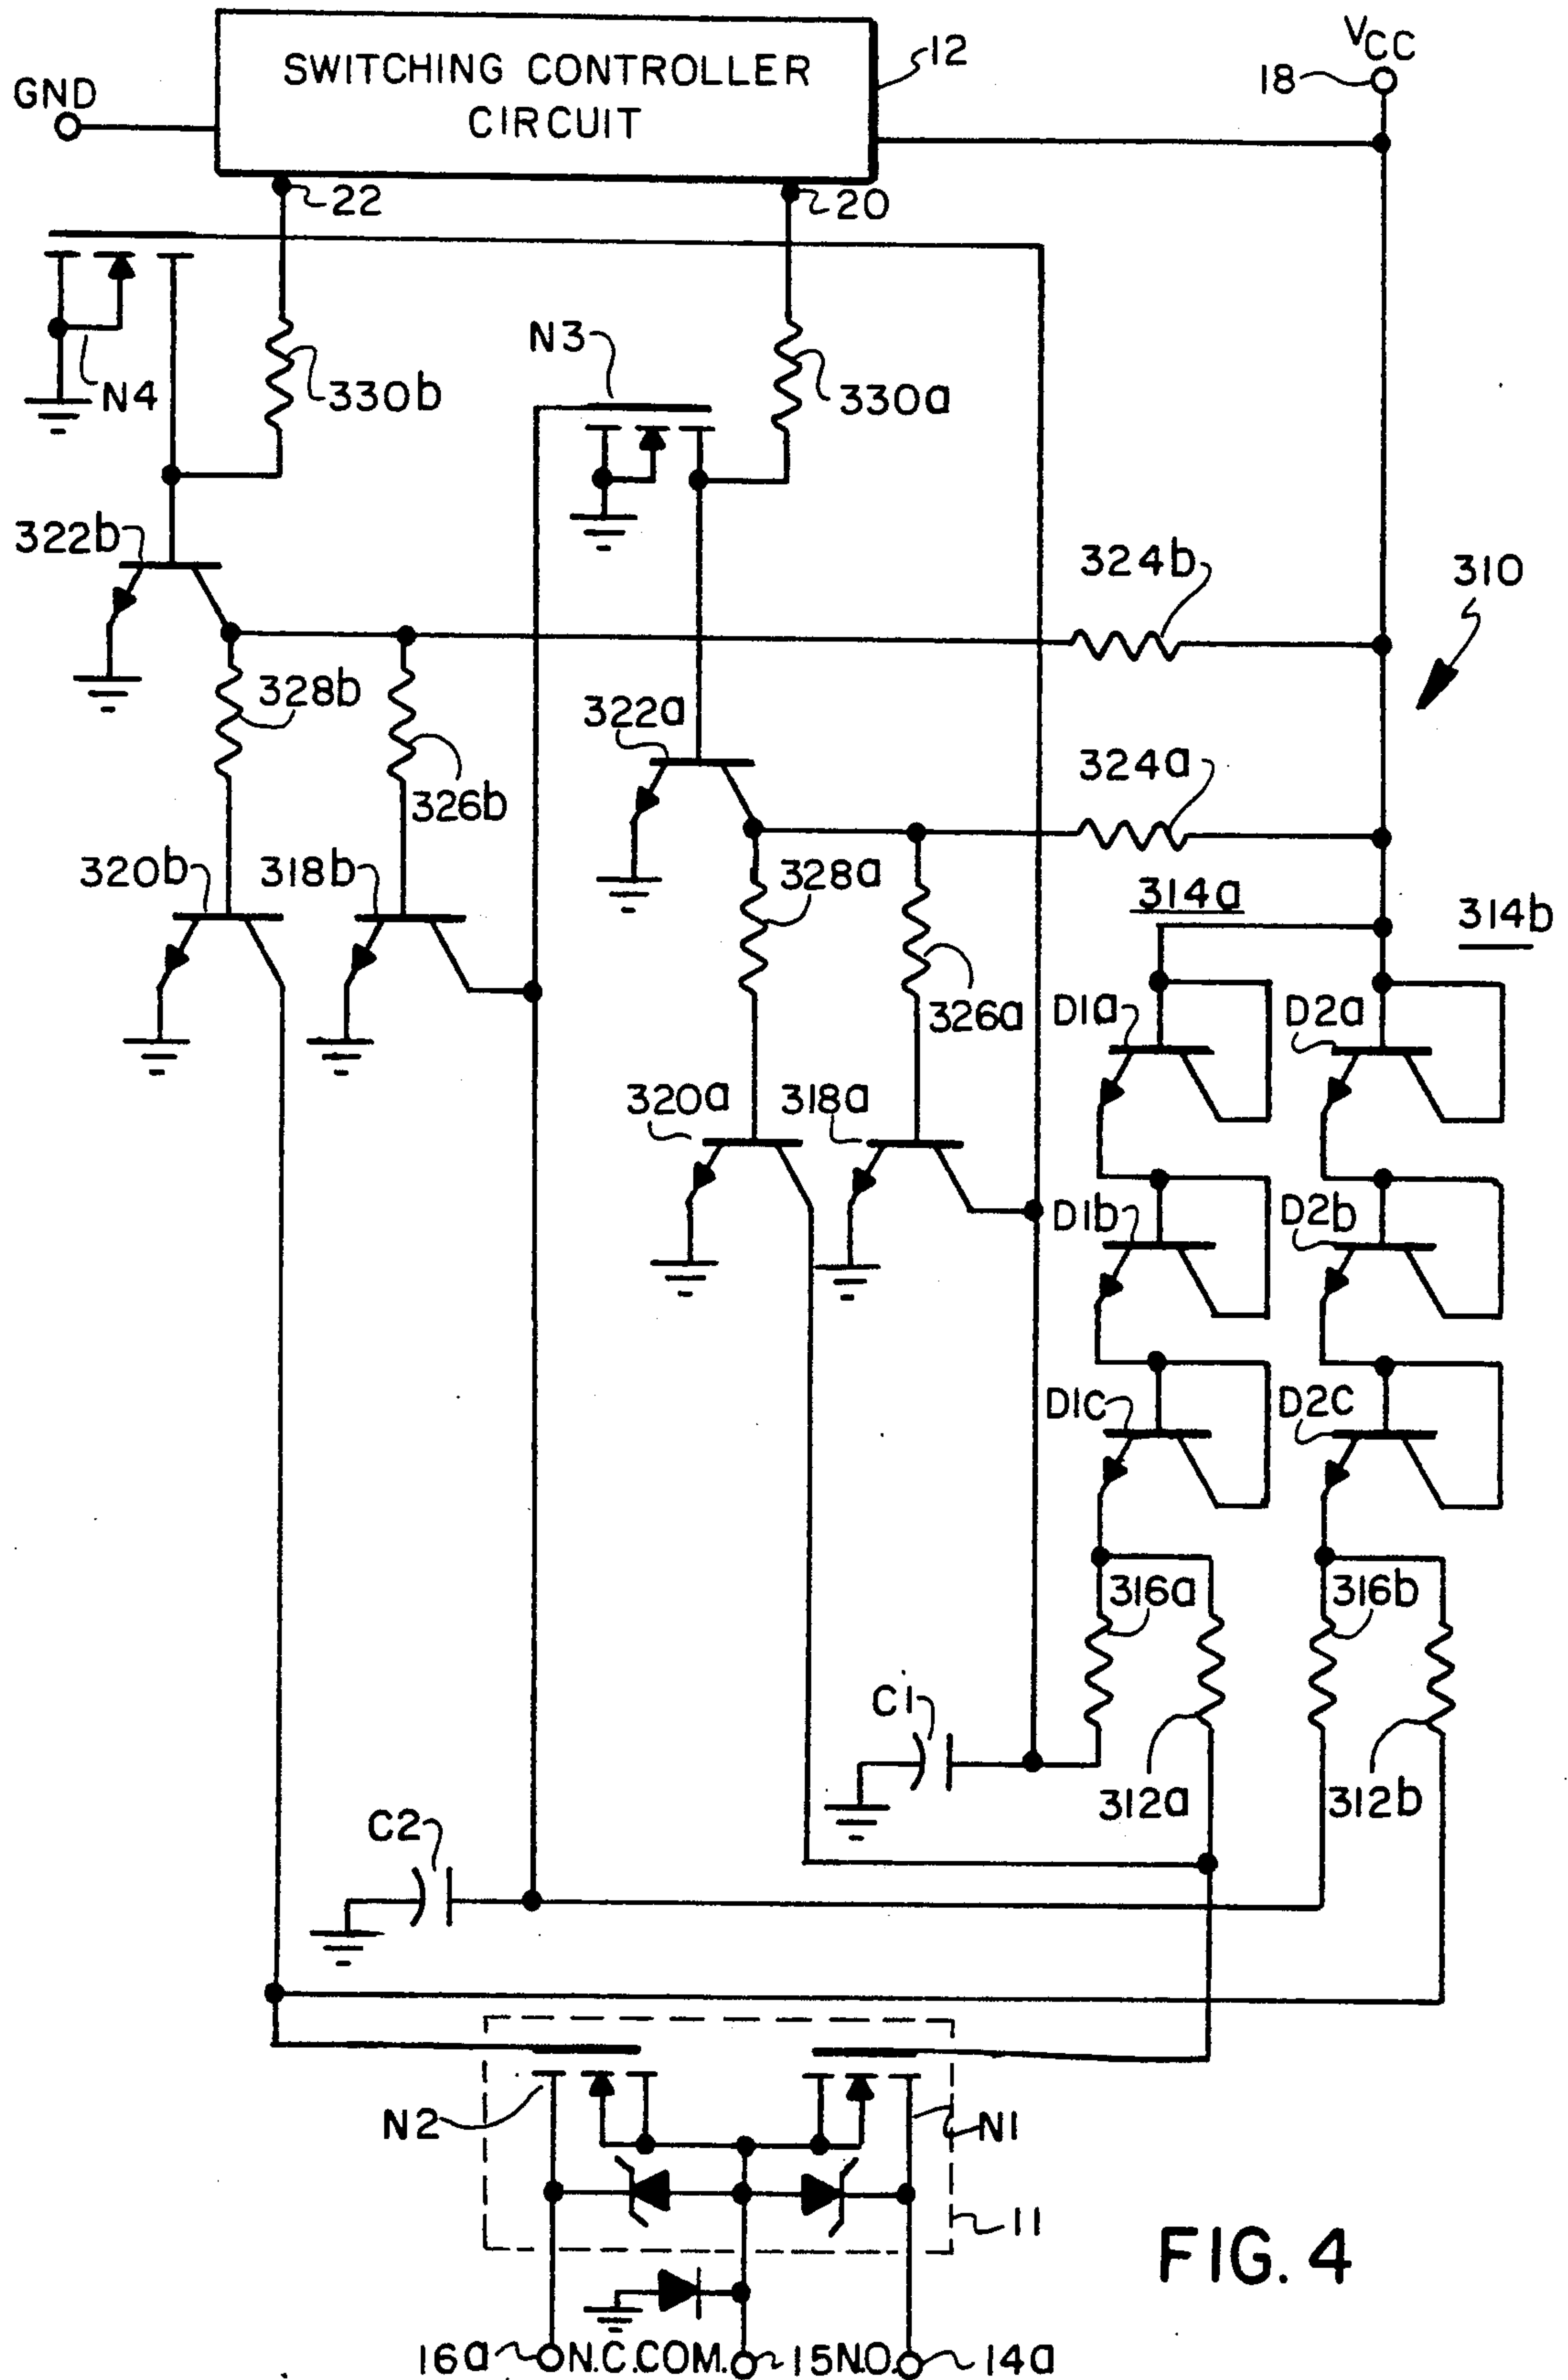 VCC
SWITCHING CONTROLLER
CIRCUIT
12
18
GND
22
20
N3
N4
330b
330a
322b
324b
310
328b
322a
324a
326b
320b
318b
328a
314a
314b
326a
D1a
D2a
320a
318a
D1b
D2b
D1c
D2c
316a
316b
C1
312a
312b
C2
N2
N1
11
FIG. 4
16a N.C.COM. 15 N.O. 14a